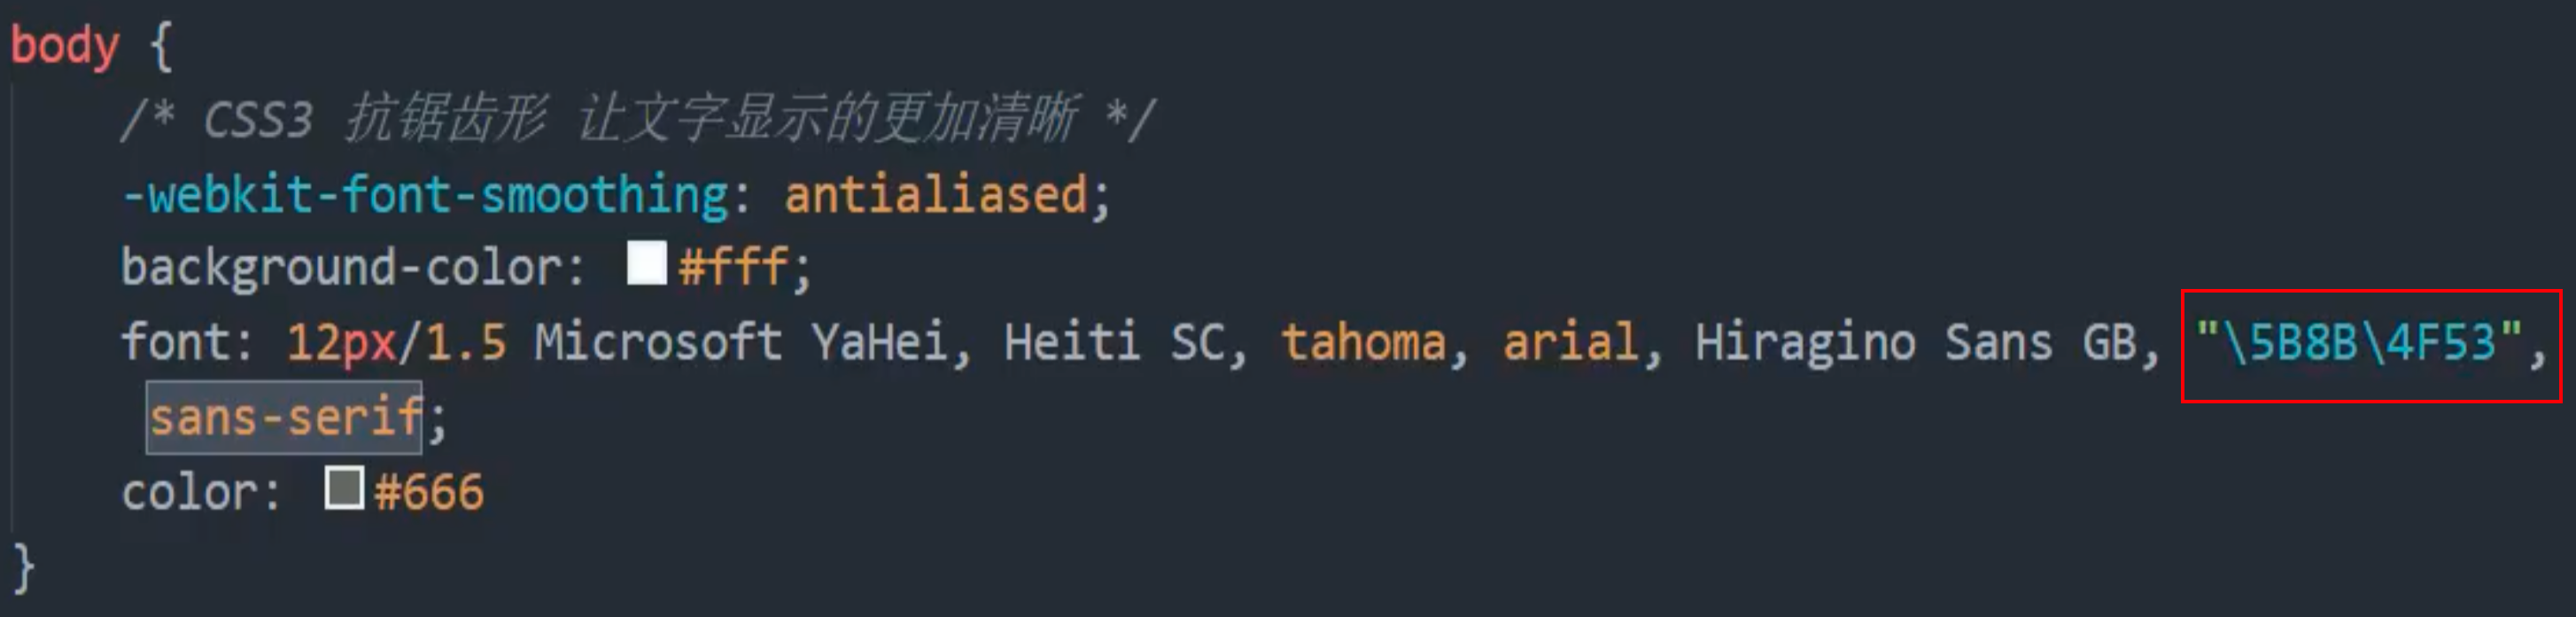 body {
/* CSS3 抗锯齿形 让文字显示的更加清晰 */
-webkit-font-smoothing: antialiased;
background-color: #fff;
font: 12px/1.5 Microsoft YaHei, Heiti SC, tahoma, arial, Hiragino Sans GB, "\5B8B\4F53",
sans-serif;
color: #666
}